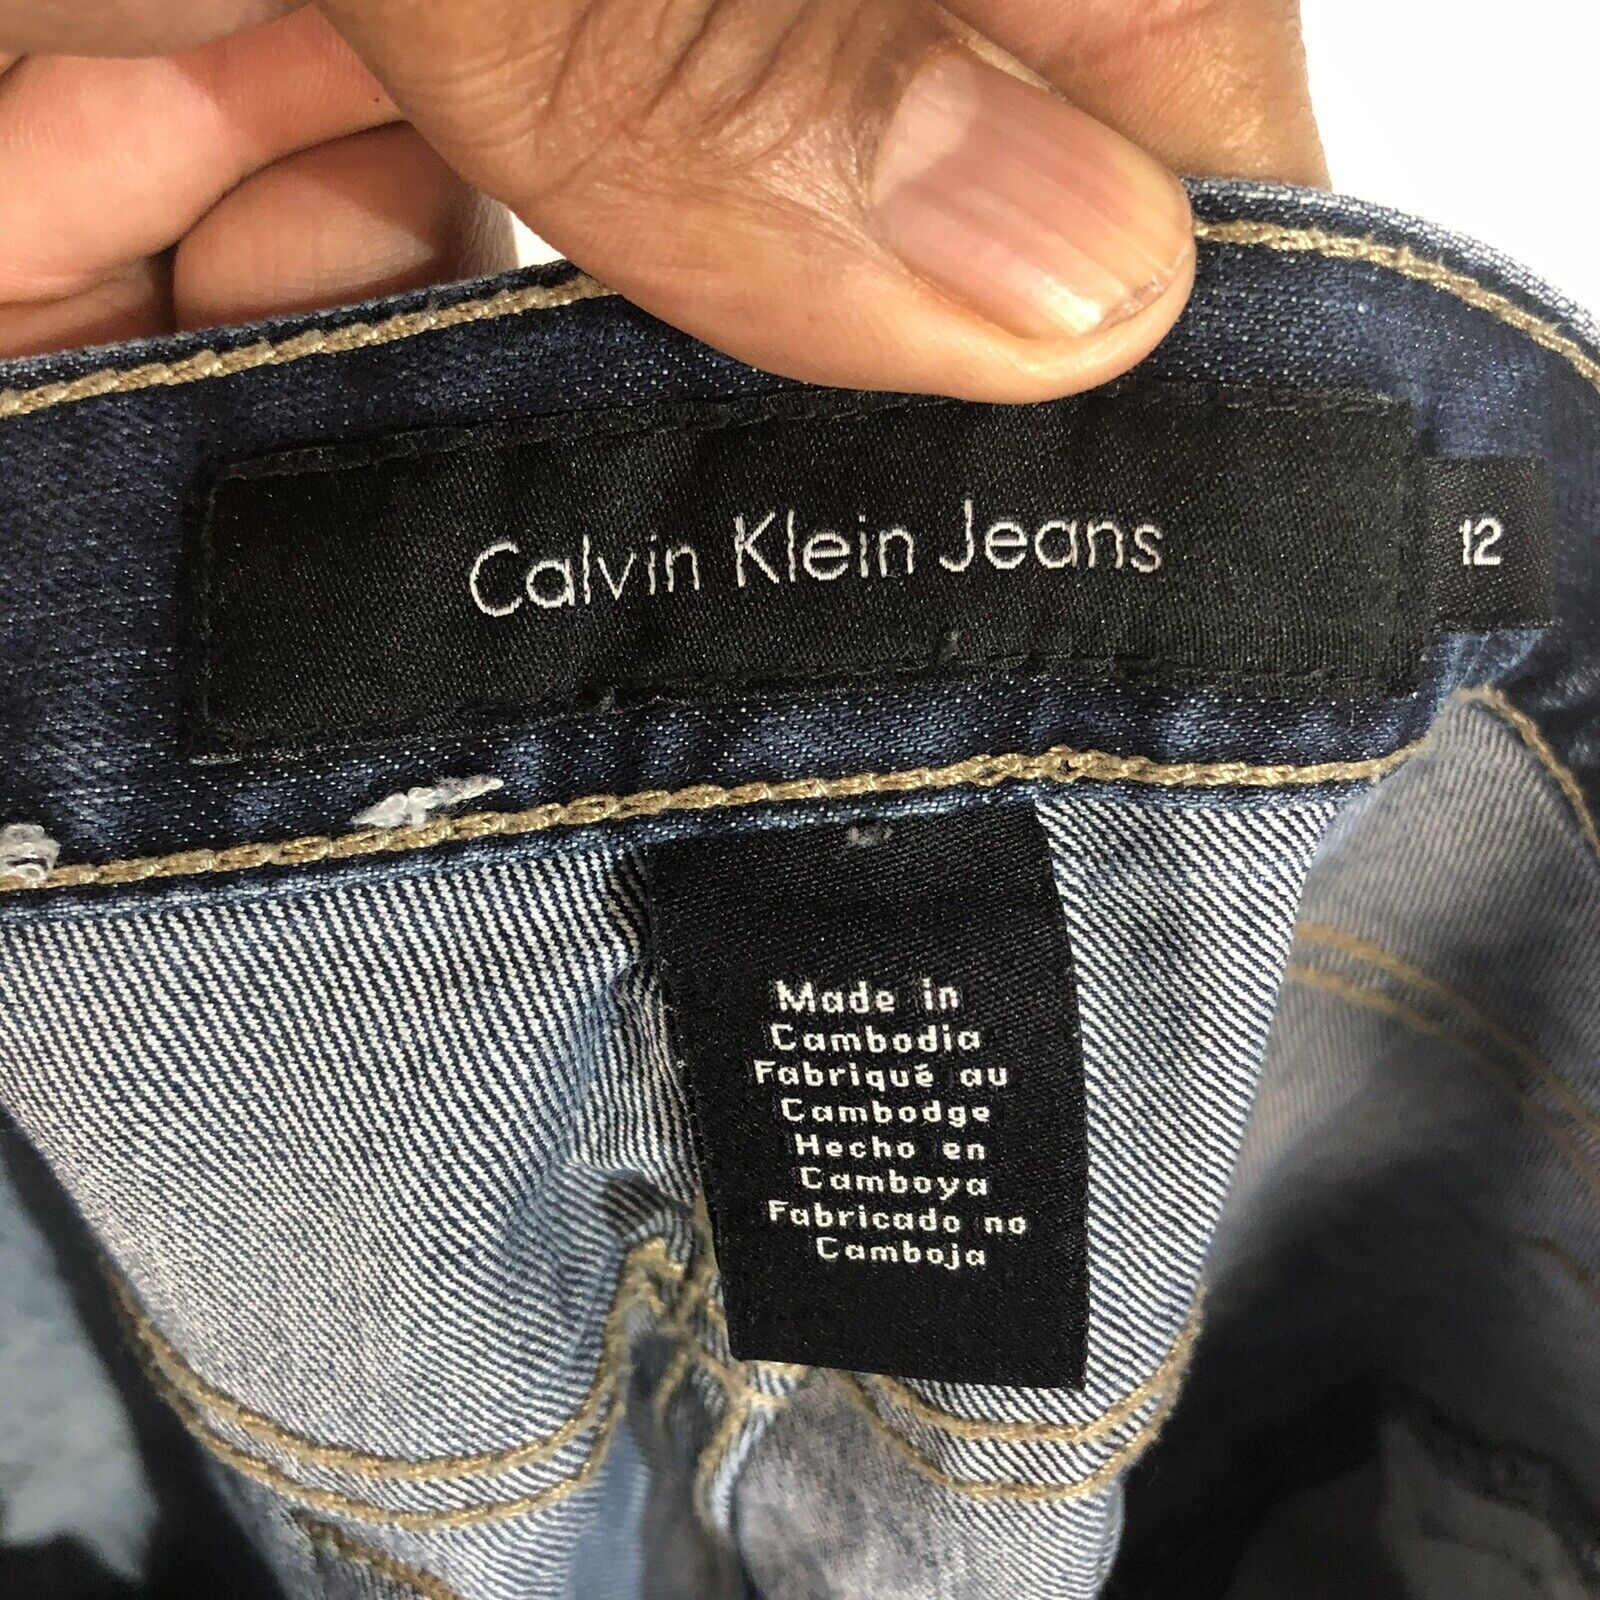 Calvin Klein Jeans
12
Made in
Cambodia
Fabriqué au
Cambodge
Hecho en
Camboya
Fabricado no
Camboja